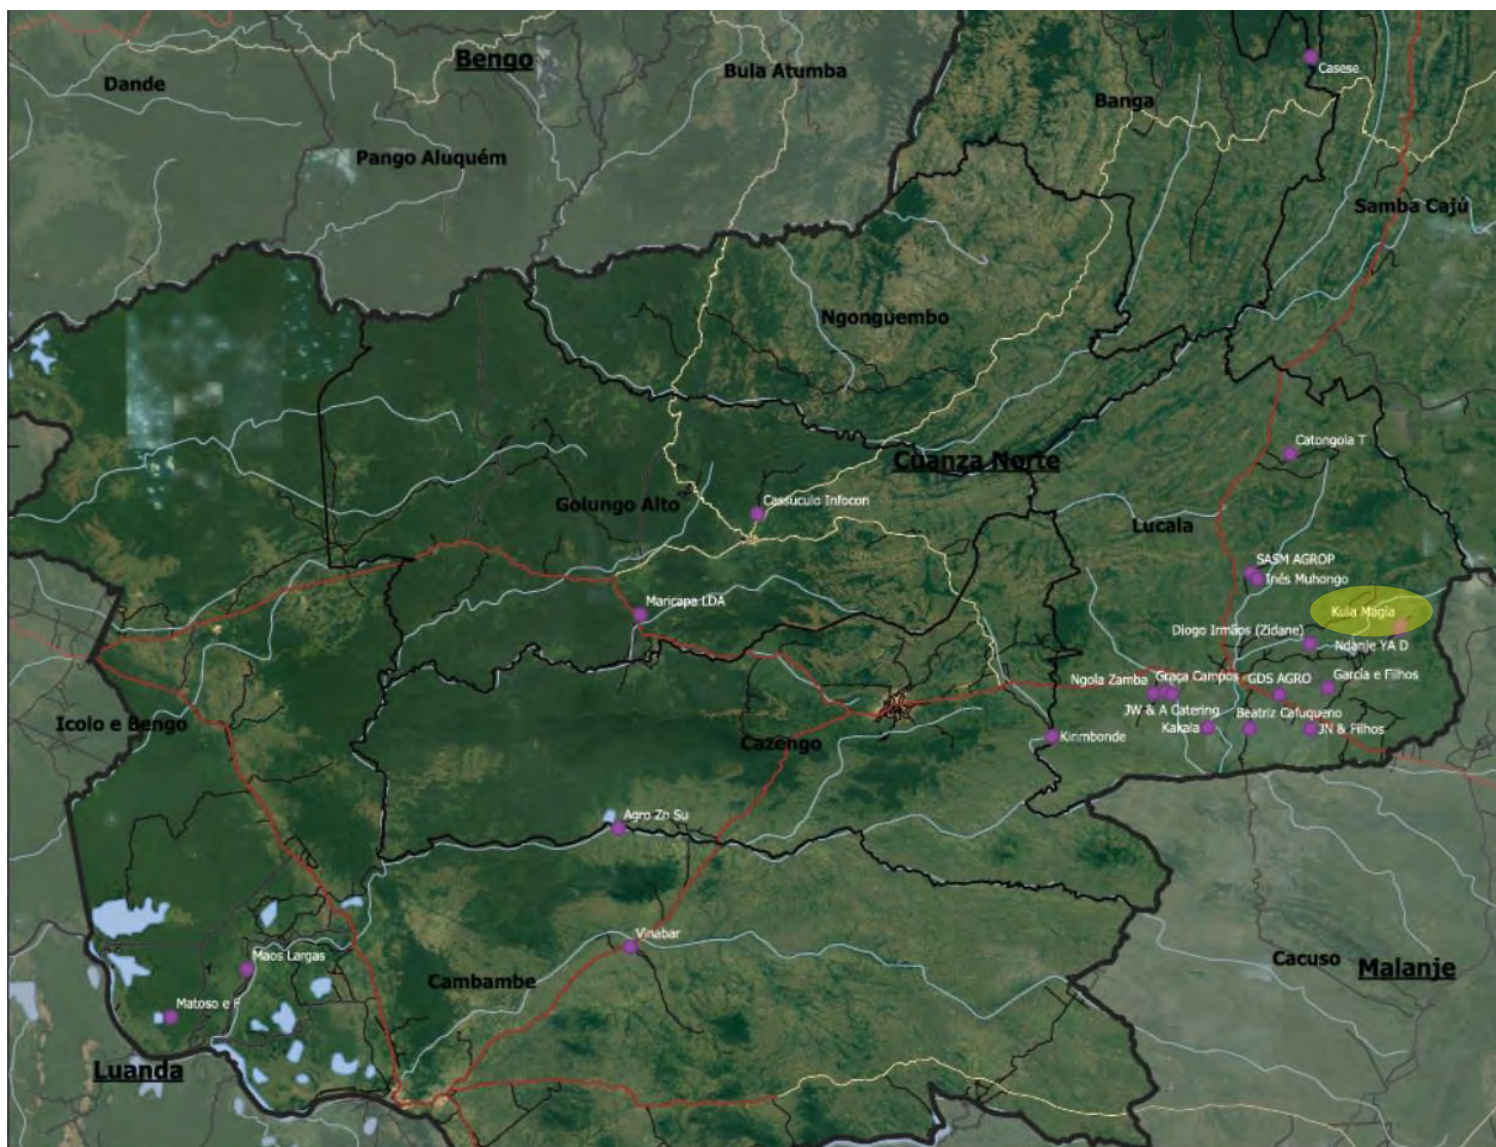 Bengo
Casese
Bula Atumba
Dande
Banga
Pango Aluquém
Samba Cajú
Ngonguembo
Catongola T
Cuanza Norte
Cassuculo Infocon
Golungo Alto
Lucala
SASM AGROP
Inés Muhongo
Maricapa LDA
Kula Magia
Diogo Irmãos (Zidane)
Ndanje YA D
Ngola Zamba
Graça Campos
GDS AGRO
Garcia e Filhos
JW & A Catering
Beatriz Cafuqueno
Icolo e Bengo
Kakala
JN & Filhos
Kirimbonde
Cazengo
Agro Zn Su
Vinabar
Maos Largas
Cacuso
Malanje
Cambambe
Matoso e F
Luanda